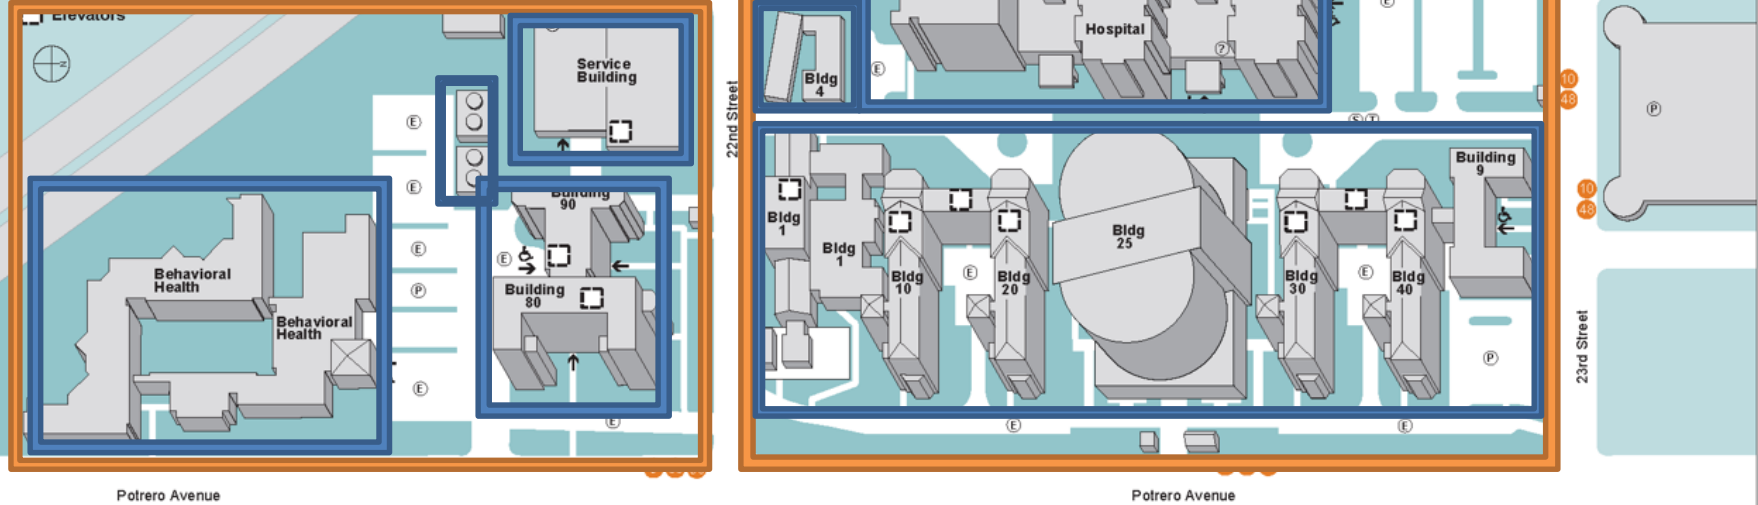 Elevators
N
Service
Building
E
E
E
P
E
E
Behavioral
Health
Behavioral
Health
Building
90
E
Building
80
Potrero Avenue
22nd Street
Bldg
4
E
Hospital
?
E
Bldg
1
Bldg
1
Bldg
10
E
Bldg
20
Bldg
25
Bldg
30
E
Bldg
40
Building
9
P
E
E
Potrero Avenue
23rd Street
10
48
10
48
P